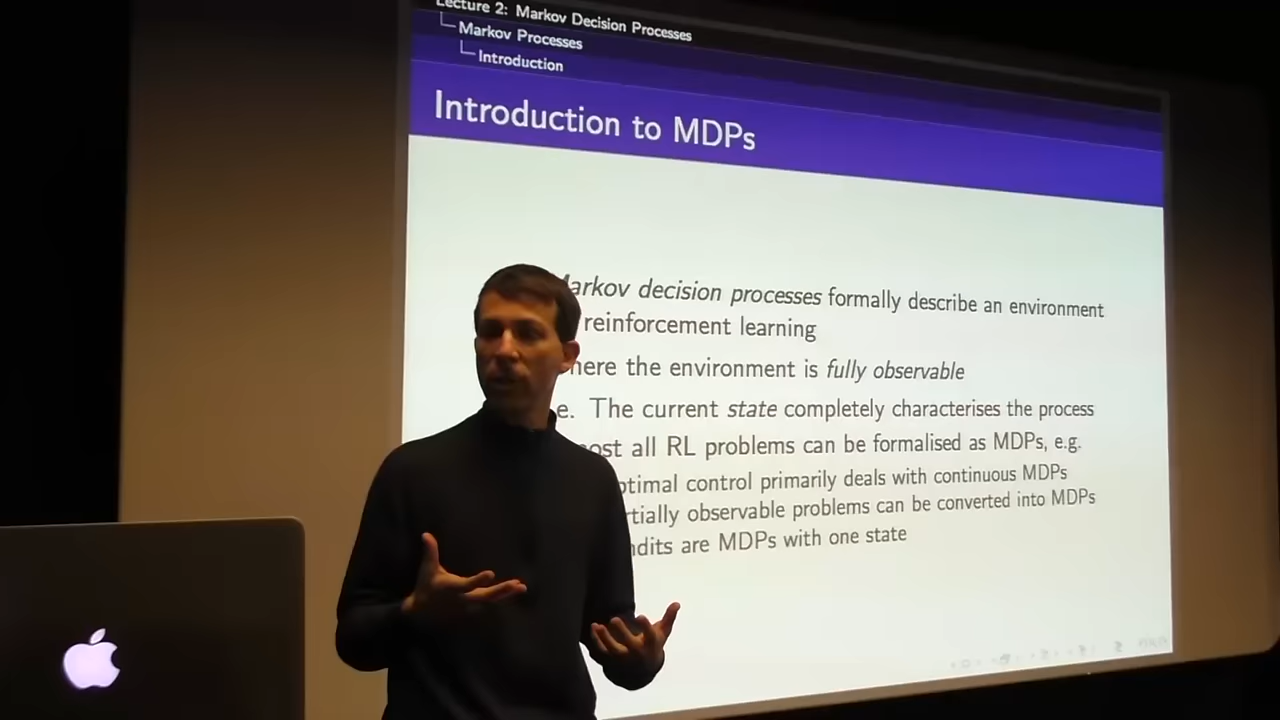 Lecture 2: Markov Decision Processes
Markov Processes
Introduction
Introduction to MDPs
Markov decision processes formally describe an environment
reinforcement learning
here the environment is fully observable
e. The current state completely characterises the process
ost all RL problems can be formalised as MDPs, e.g.
ptimal control primarily deals with continuous MDPs
rtially observable problems can be converted into MDPs
ndits are MDPs with one state